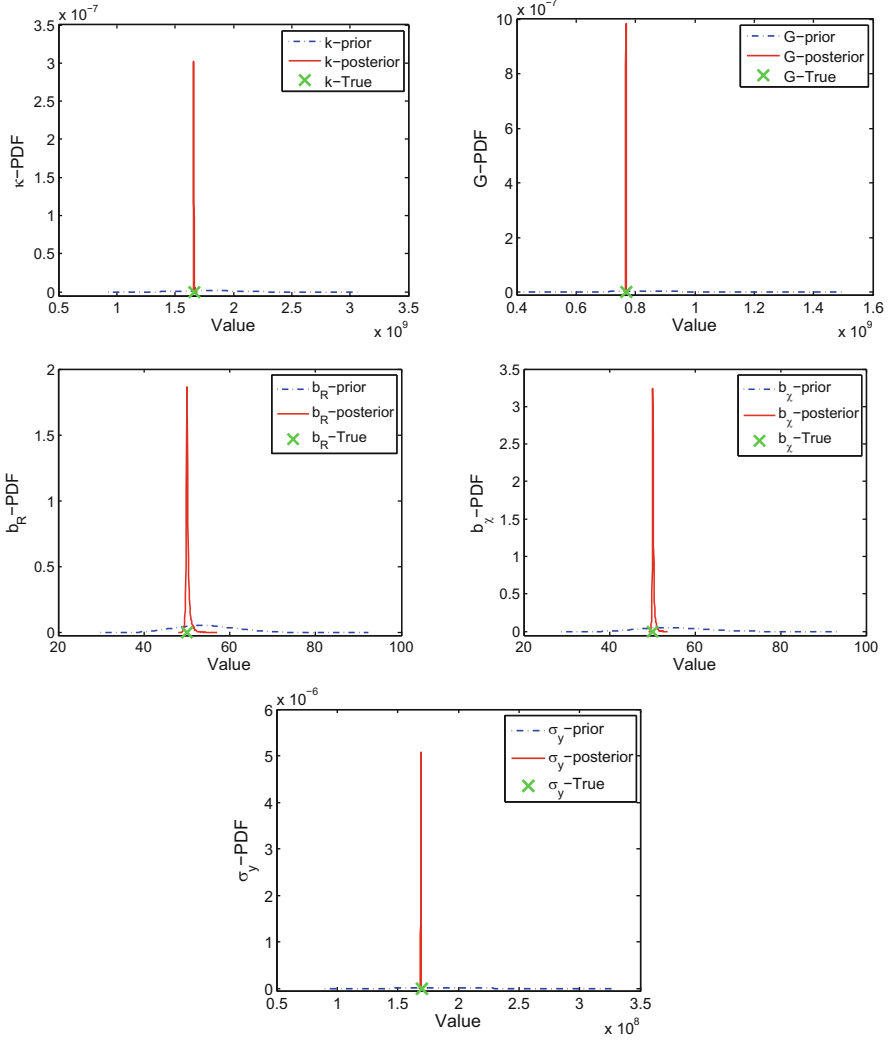 x 10⁻⁷
3.5
3
2.5
2
1.5
1
0.5
0
κ−PDF
k−prior
k−posterior
k−True
0.5 1 1.5 2 2.5 3 3.5
Value
x 10⁹
x 10⁻⁷
10
8
6
4
2
0
G−PDF
G−prior
G−posterior
G−True
0.4 0.6 0.8 1 1.2 1.4 1.6
Value
x 10⁹
2
1.5
1
0.5
0
b_R−PDF
b_R−prior
b_R−posterior
b_R−True
20 40 60 80 100
Value
3.5
3
2.5
2
1.5
1
0.5
0
b_χ−PDF
b_χ−prior
b_χ−posterior
b_χ−True
20 40 60 80 100
Value
x 10⁻⁶
6
5
4
3
2
1
0
σ_y−PDF
σ_y−prior
σ_y−posterior
σ_y−True
0.5 1 1.5 2 2.5 3 3.5
Value
x 10⁸